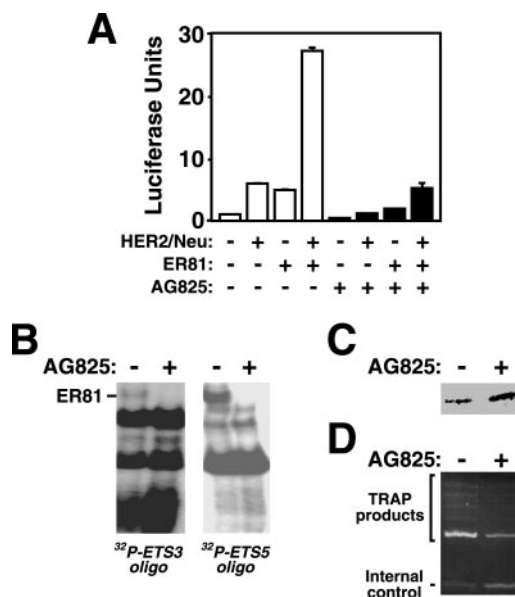 A
30
20
10
0
Luciferase Units
HER2/Neu: - + - + - + - +
ER81: - - + + - - + +
AG825: - - - - + + + +
B
AG825: - + - +
ER81
32P-ETS3 oligo
32P-ETS5 oligo
C
AG825: - +
D
AG825: - +
TRAP products
Internal control